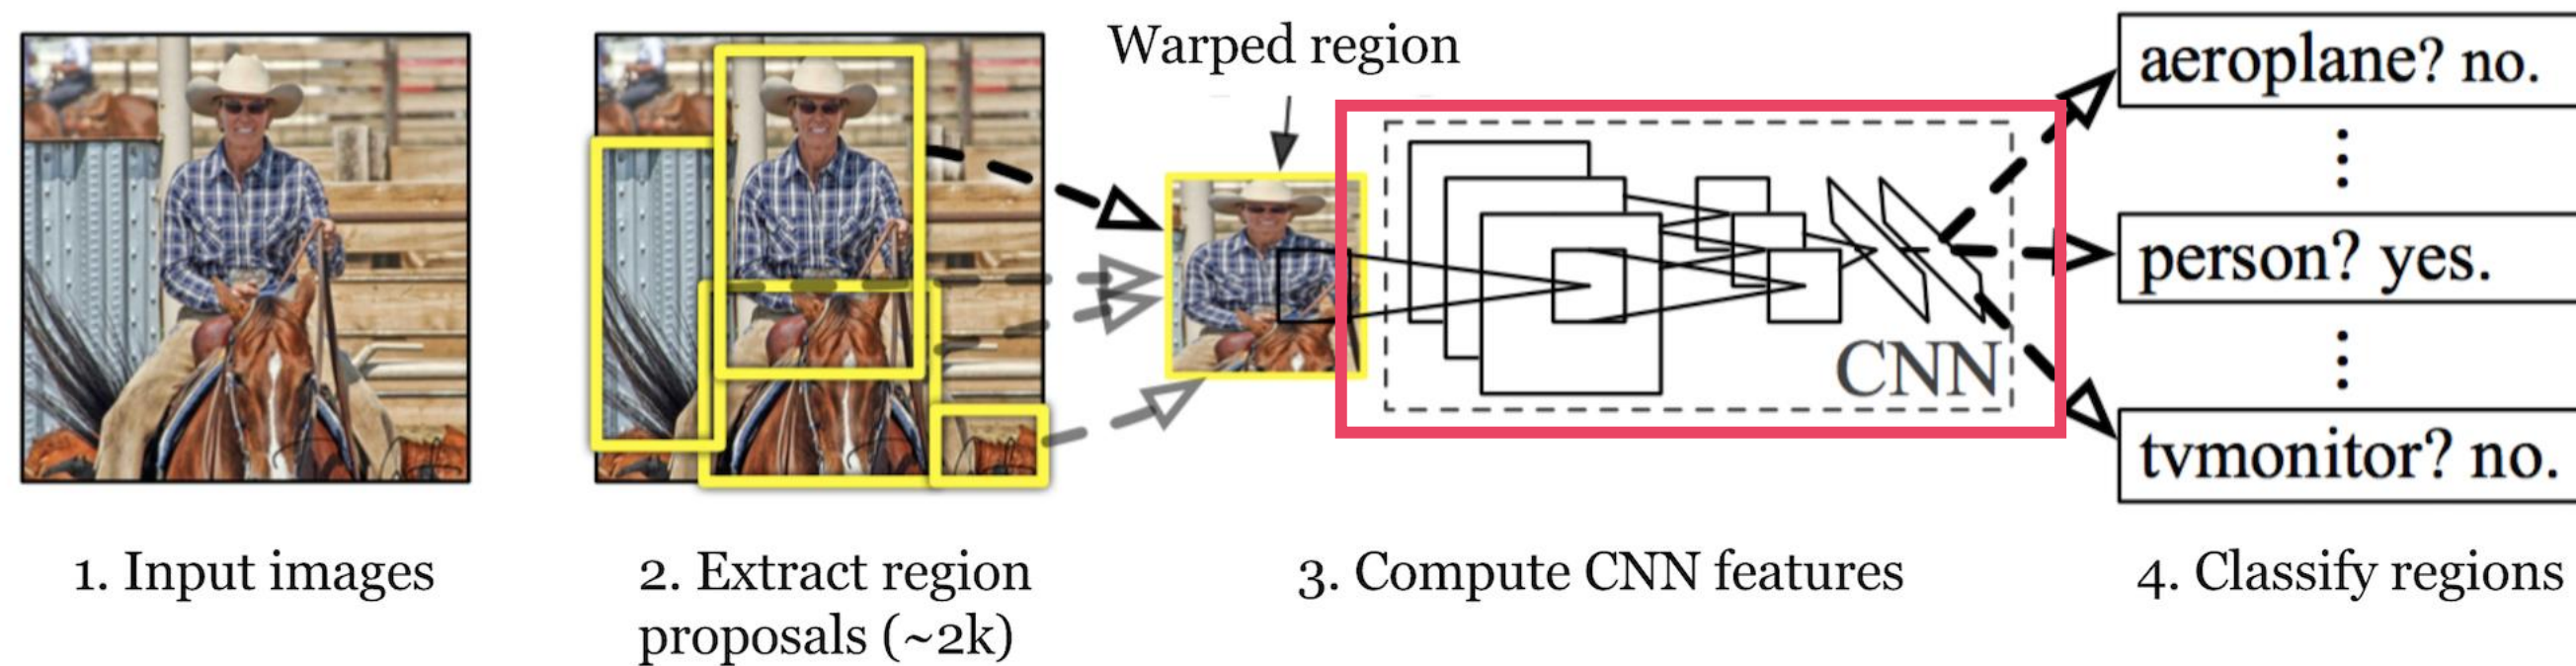 Warped region
aeroplane? no.
person? yes.
CNN
tvmonitor? no.
1. Input images
2. Extract region
proposals (~2k)
3. Compute CNN features
4. Classify regions